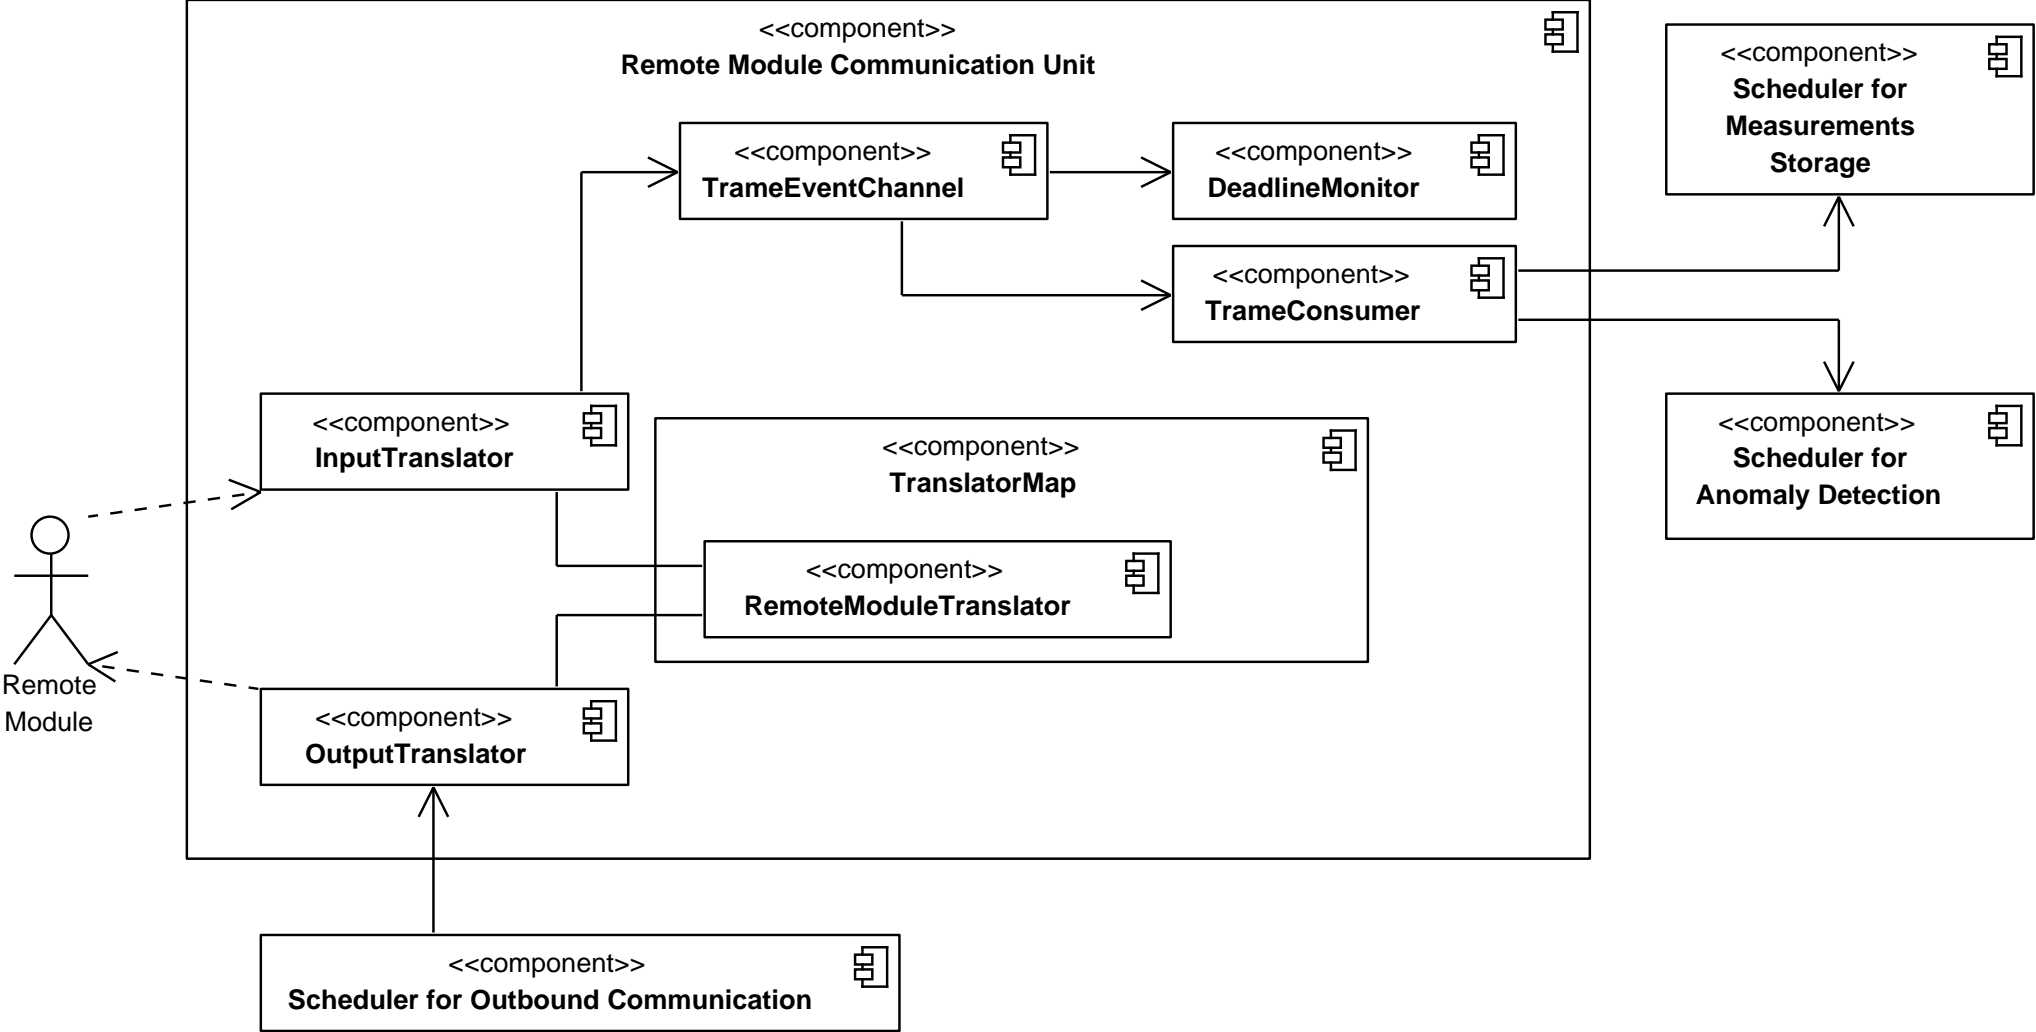 <<component>>
Remote Module Communication Unit
<<component>>
Scheduler for
Measurements
Storage
<<component>>
TrameEventChannel
<<component>>
DeadlineMonitor
<<component>>
TrameConsumer
<<component>>
InputTranslator
<<component>>
TranslatorMap
<<component>>
Scheduler for
Anomaly Detection
<<component>>
RemoteModuleTranslator
Remote
Module
<<component>>
OutputTranslator
<<component>>
Scheduler for Outbound Communication